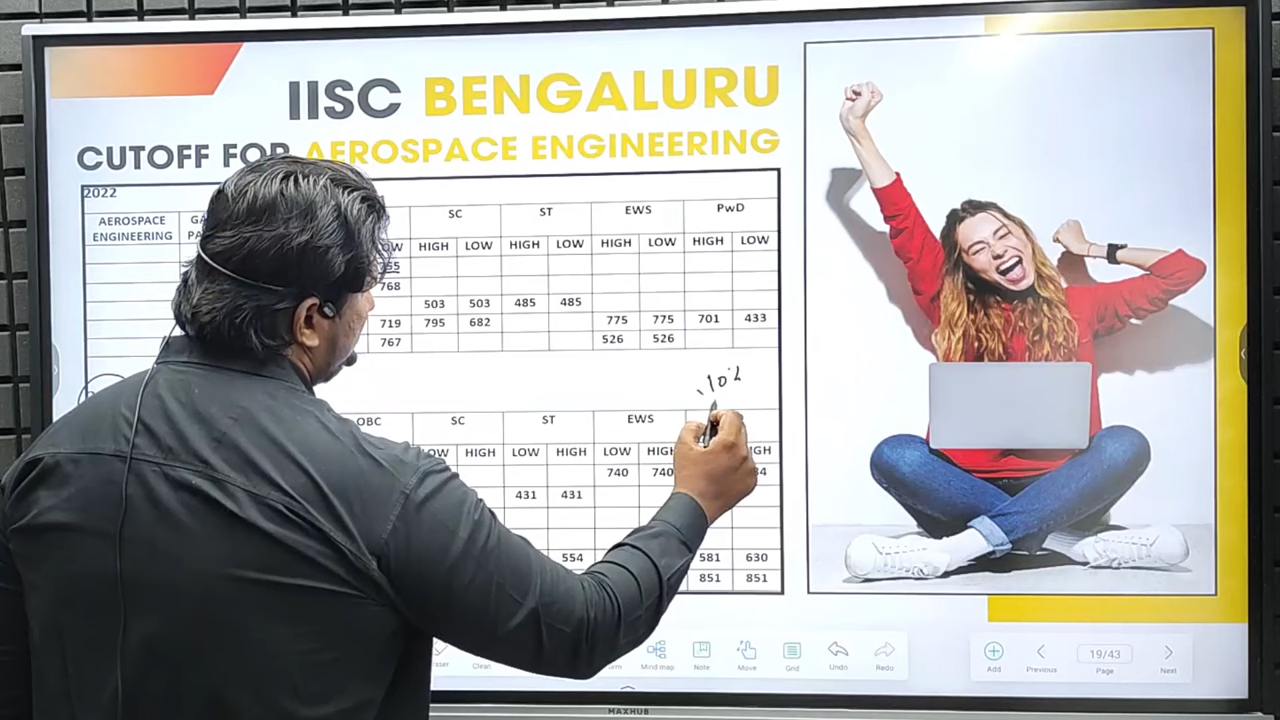 IISC BENGALURU
CUTOFF FOR AEROSPACE ENGINEERING
2022
AEROSPACE ENGINEERING
SC ST EWS PwD
HIGH LOW HIGH LOW HIGH LOW HIGH LOW
768
503 503 485 485
719 795 682 775 775 701 433
767 526 526
10%
OBC SC ST EWS
HIGH LOW HIGH LOW
740 740
431 431
554 581 630
851 851
Clean Mind map Note Move Grid Undo Redo
Add Previous 19/43 Page Next
MAXHUB